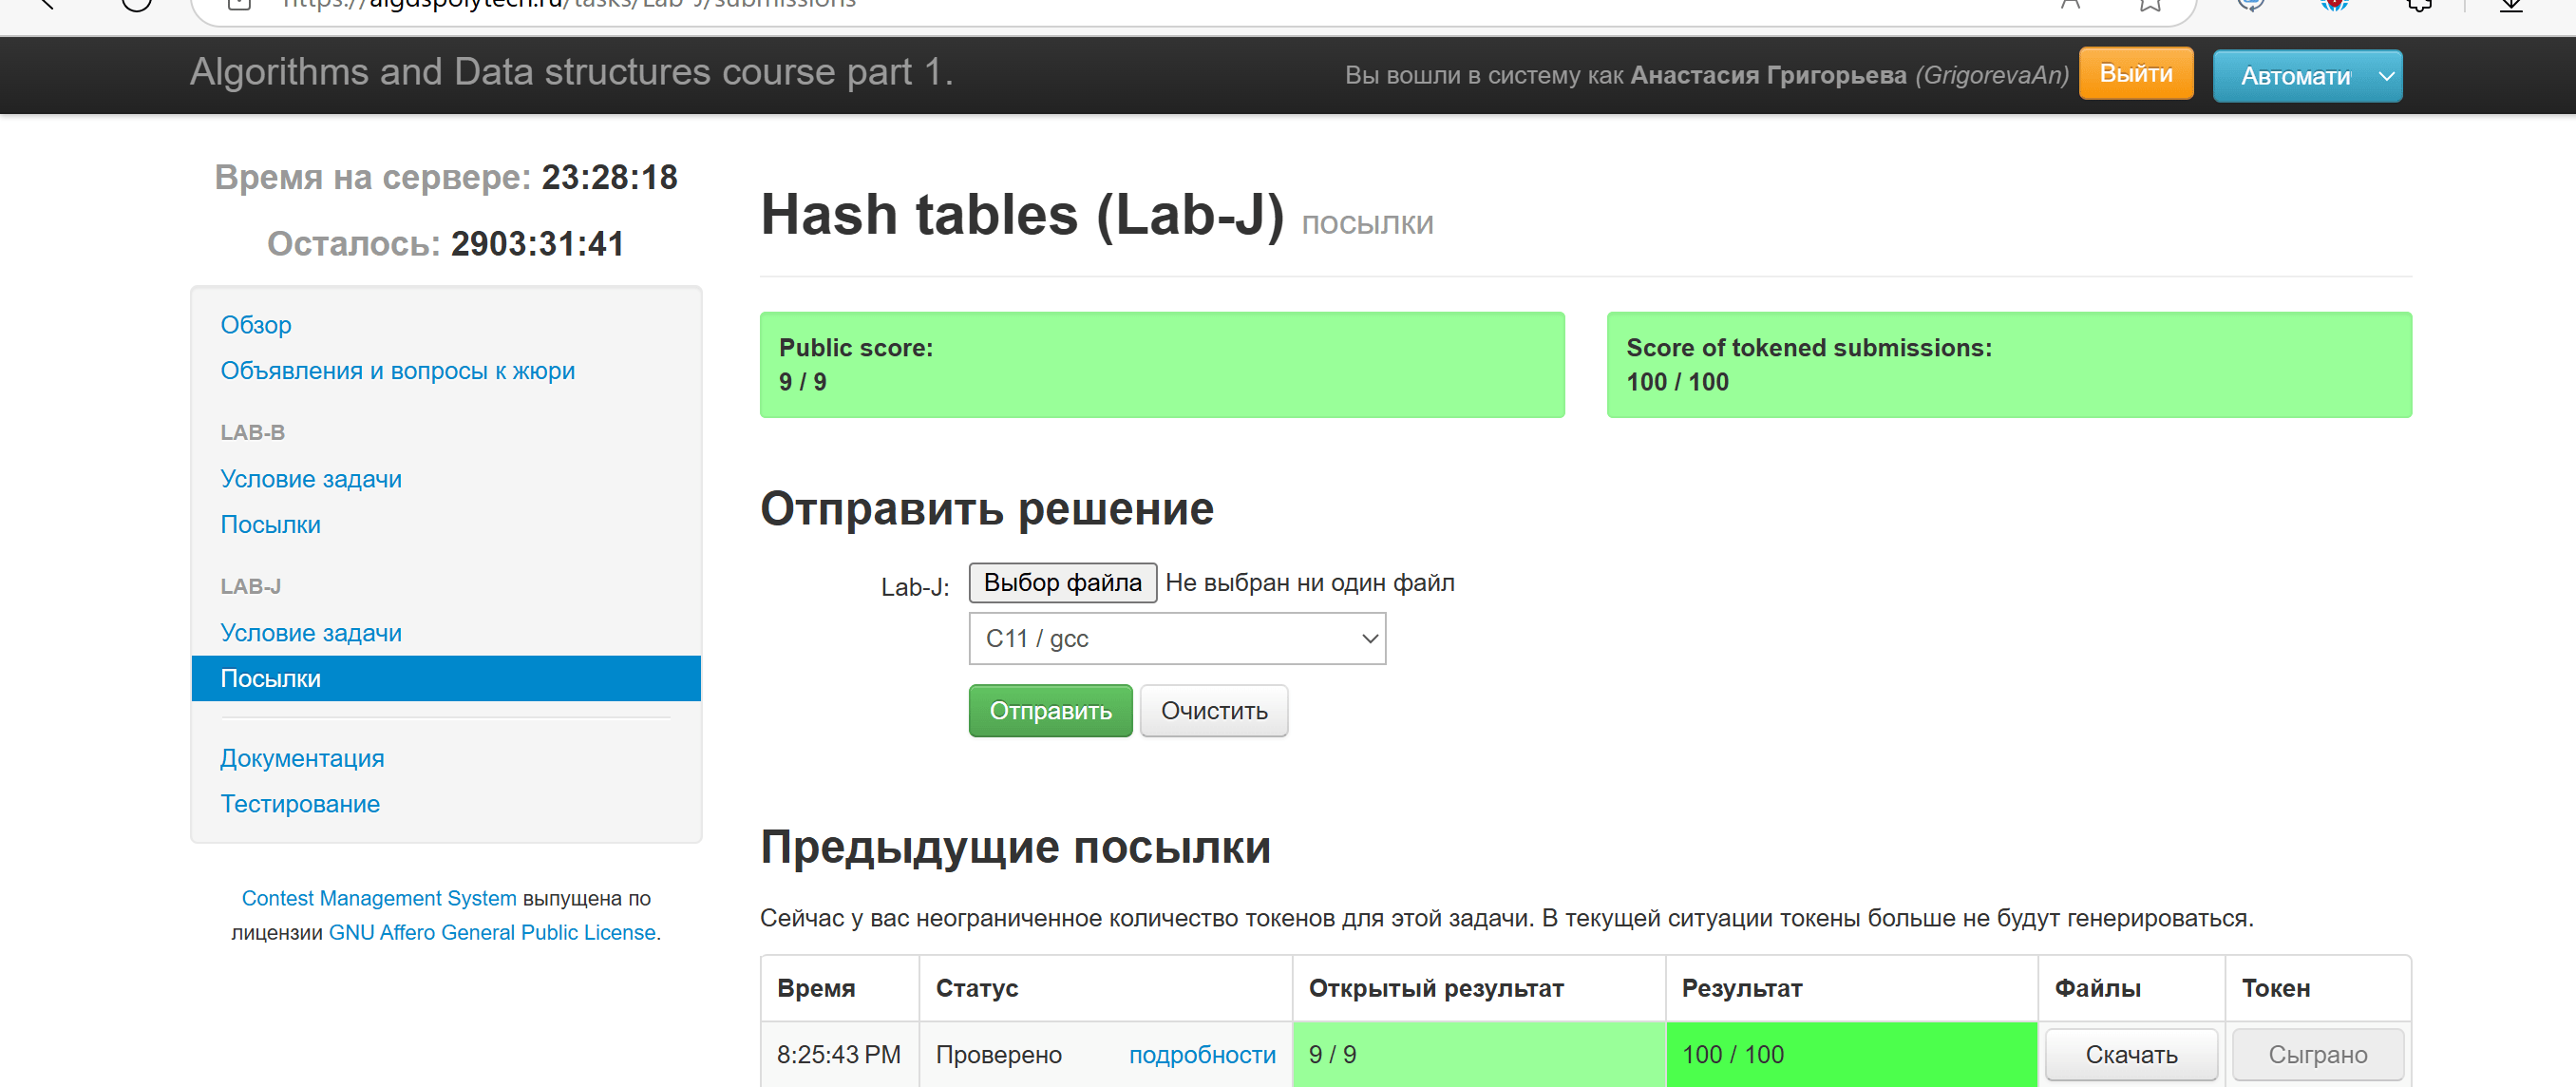 https://algdspolytech.ru/tasks/Lab-J/submissions
Algorithms and Data structures course part 1.
Вы вошли в систему как Анастасия Григорьева (GrigorevaAn)
Выйти
Автомати
Время на сервере: 23:28:18
Осталось: 2903:31:41
Обзор
Объявления и вопросы к жюри
LAB-B
Условие задачи
Посылки
LAB-J
Условие задачи
Посылки
Документация
Тестирование
Contest Management System выпущена по
лицензии GNU Affero General Public License.
Hash tables (Lab-J) посылки
Public score:
9 / 9
Score of tokened submissions:
100 / 100
Отправить решение
Lab-J: Выбор файла Не выбран ни один файл
C11 / gcc
Отправить Очистить
Предыдущие посылки
Сейчас у вас неограниченное количество токенов для этой задачи. В текущей ситуации токены больше не будут генерироваться.
Время Статус Открытый результат Результат Файлы Токен
8:25:43 PM Проверено подробности 9 / 9 100 / 100 Скачать Сыграно